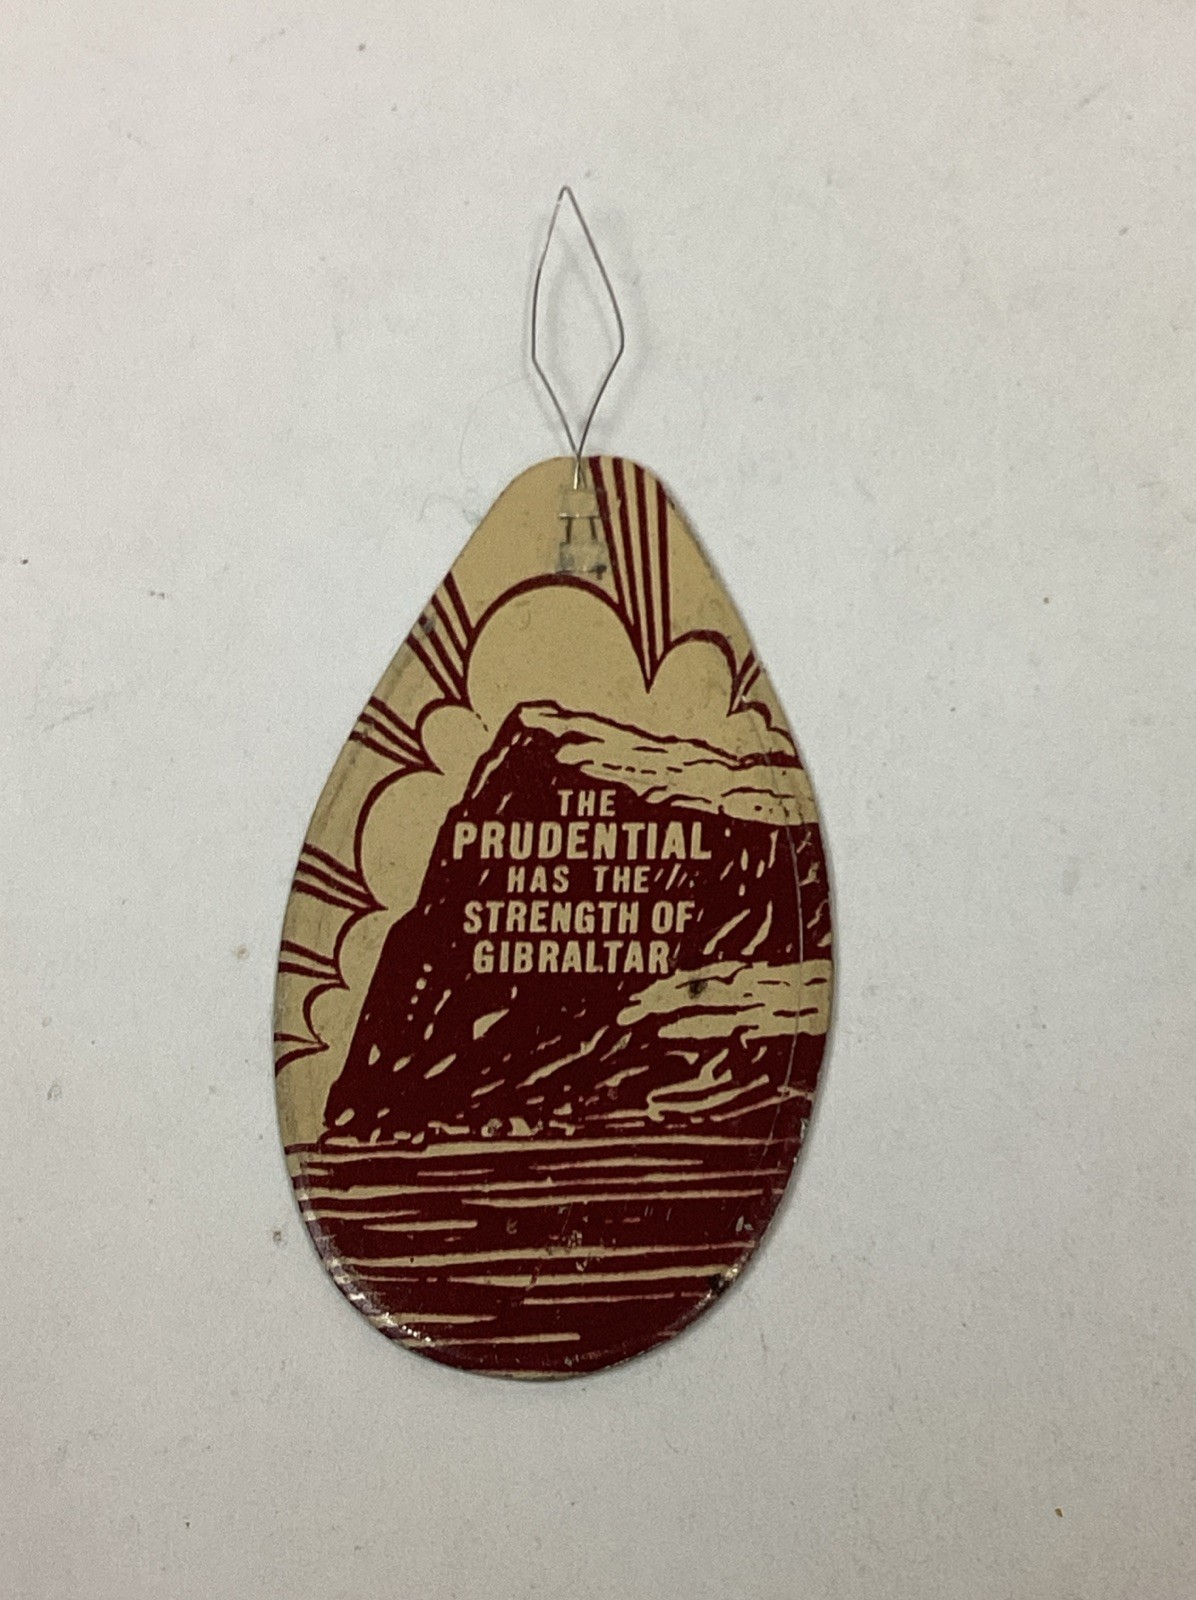 THE
PRUDENTIAL
HAS THE
STRENGTH OF
GIBRALTAR